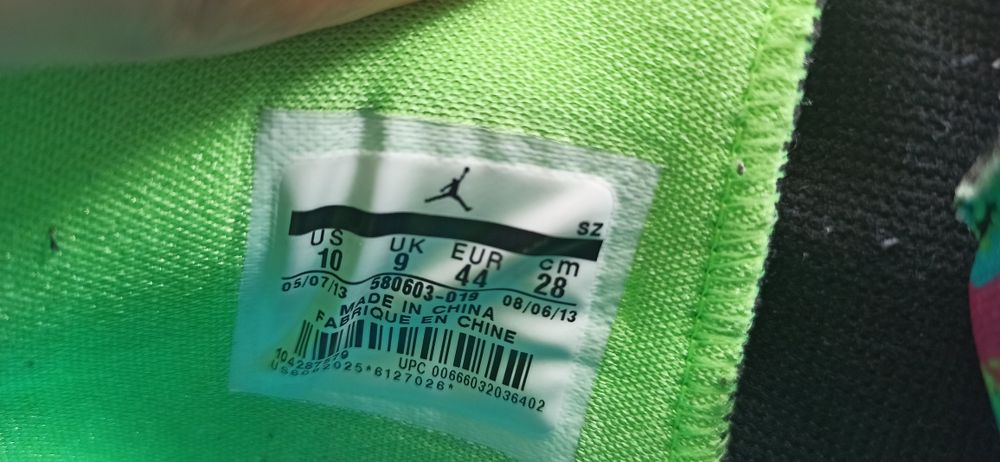 SZ
US UK EUR cm
10 9 44 28
05/07/13 580603-019 08/06/13
MADE IN CHINA
FABRIQUE EN CHINE
UPC 00666032036402